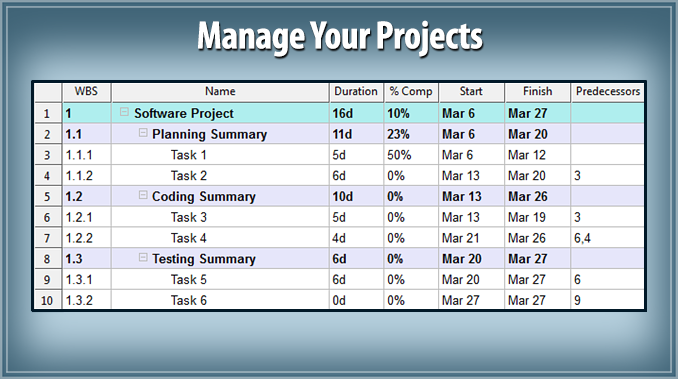 Manage Your Projects
WBS Name Duration % Comp Start Finish Predecessors
1 1 Software Project 16d 10% Mar 6 Mar 27
2 1.1 Planning Summary 11d 23% Mar 6 Mar 20
3 1.1.1 Task 1 5d 50% Mar 6 Mar 12
4 1.1.2 Task 2 6d 0% Mar 13 Mar 20 3
5 1.2 Coding Summary 10d 0% Mar 13 Mar 26
6 1.2.1 Task 3 5d 0% Mar 13 Mar 19 3
7 1.2.2 Task 4 4d 0% Mar 21 Mar 26 6,4
8 1.3 Testing Summary 6d 0% Mar 20 Mar 27
9 1.3.1 Task 5 6d 0% Mar 20 Mar 27 6
10 1.3.2 Task 6 0d 0% Mar 27 Mar 27 9